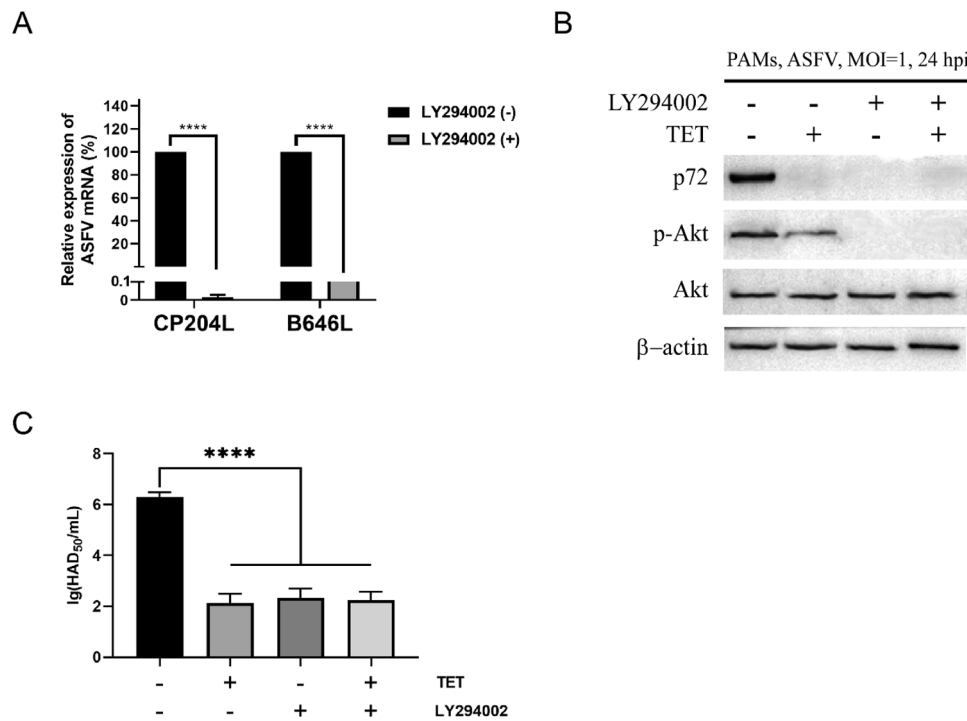 A
Relative expression of
ASFV mRNA (%)
140
120
100
80
60
40
20
0.1
0
****
****
CP204L
B646L
LY294002 (-)
LY294002 (+)
B
PAMs, ASFV, MOI=1, 24 hpi
LY294002 - - + +
TET - + - +
p72
p-Akt
Akt
β-actin
C
lg(HAD50/mL)
8
6
4
2
0
****
- + - + TET
- - + + LY294002